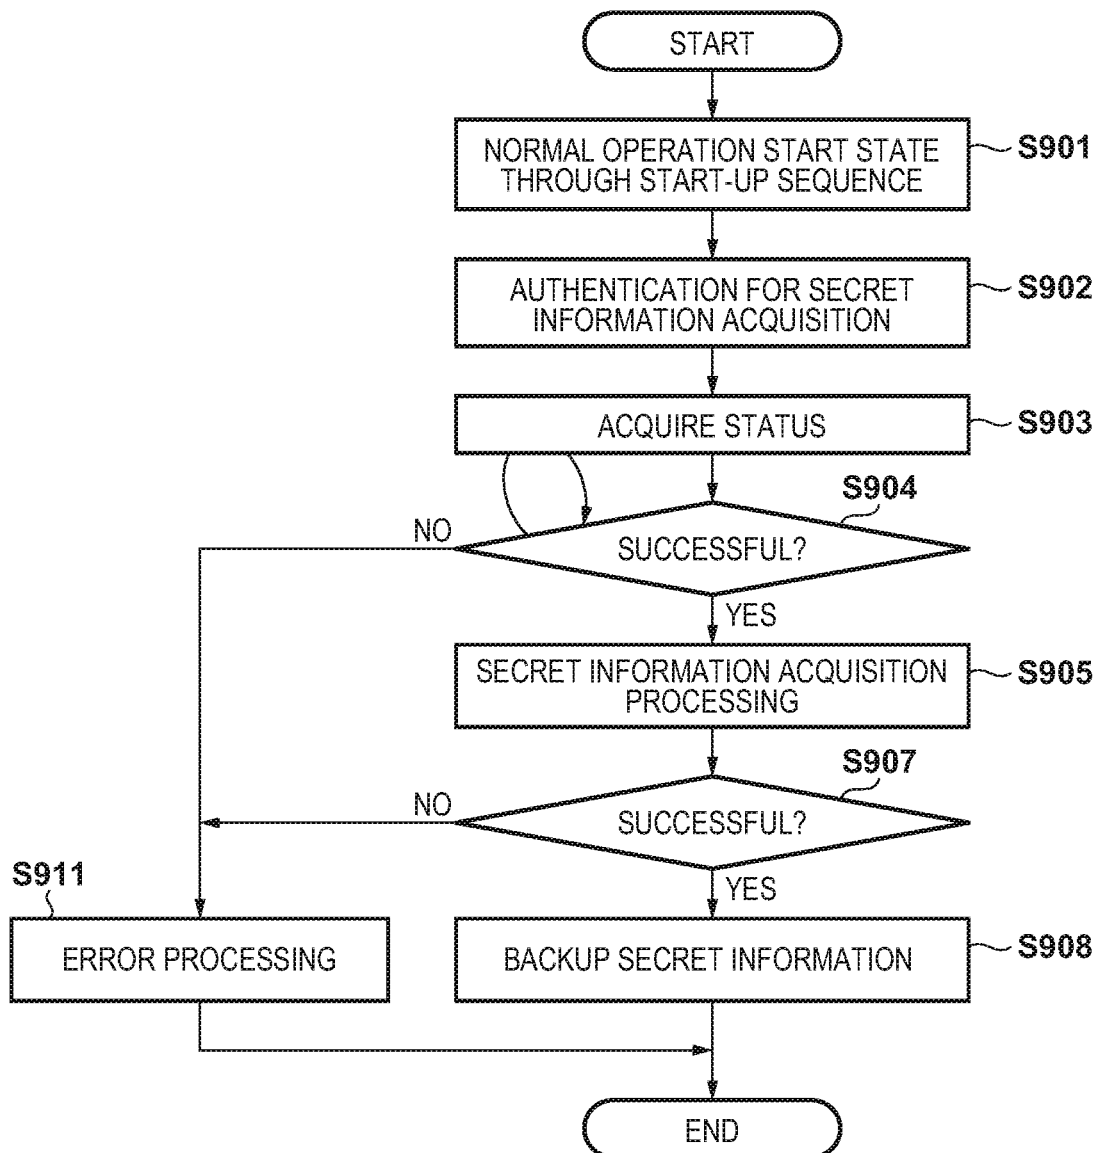 START
NORMAL OPERATION START STATE
THROUGH START-UP SEQUENCE
S901
AUTHENTICATION FOR SECRET
INFORMATION ACQUISITION
S902
ACQUIRE STATUS
S903
S904
NO
SUCCESSFUL?
YES
SECRET INFORMATION ACQUISITION
PROCESSING
S905
S907
NO
SUCCESSFUL?
YES
S911
ERROR PROCESSING
BACKUP SECRET INFORMATION
S908
END